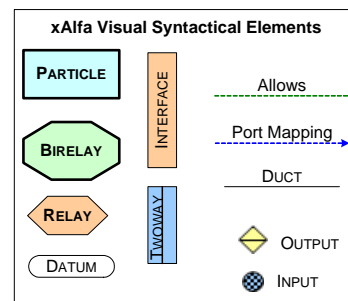 xAlfa Visual Syntactical Elements
PARTICLE
INTERFACE
Allows
Port Mapping
BIRELAY
DUCT
RELAY
TWOWAY
OUTPUT
DATUM
INPUT